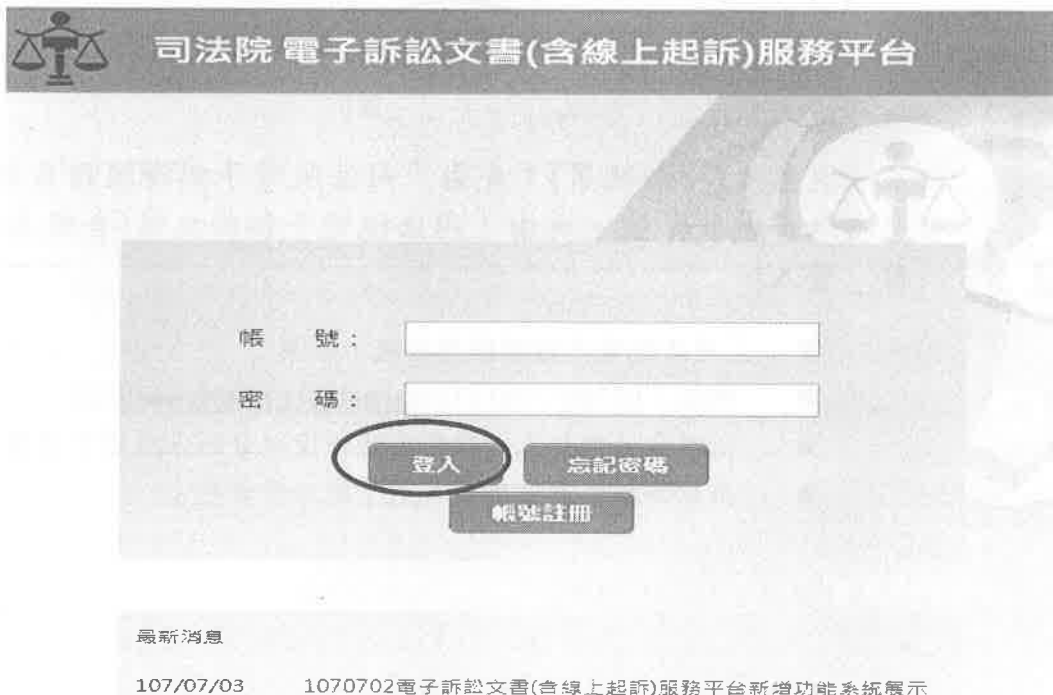 司法院 電子訴訟文書(含線上起訴)服務平台
帳 號：
密 碼：
登入 忘記密碼
帳號註冊
最新消息
107/07/03 1070702電子訴訟文書(含線上起訴)服務平台新增功能系統展示